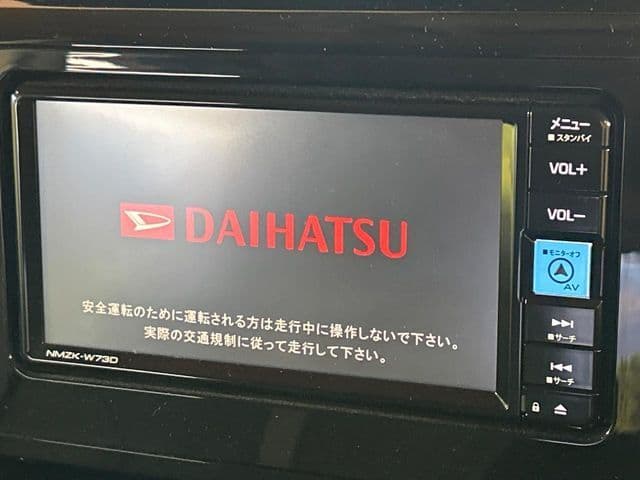 DAIHATSU
安全運転のために運転される方は走行中に操作しないで下さい。
実際の交通規制に従って走行して下さい。
NMZK-W73D
メニュー
■スタンバイ
VOL+
VOL−
■モニター・オフ
AV
▶▶I
■サーチ
I◀◀
■サーチ